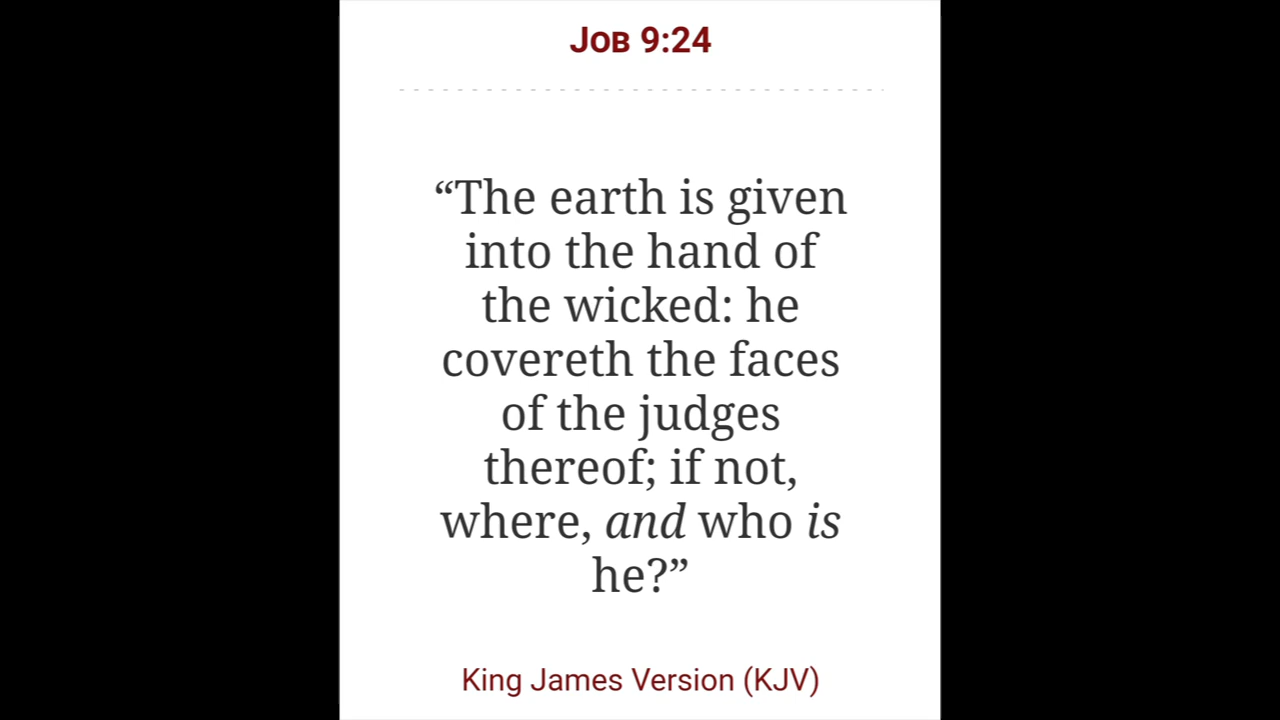 Job 9:24
“The earth is given
into the hand of
the wicked: he
covereth the faces
of the judges
thereof; if not,
where, and who is
he?”
King James Version (KJV)